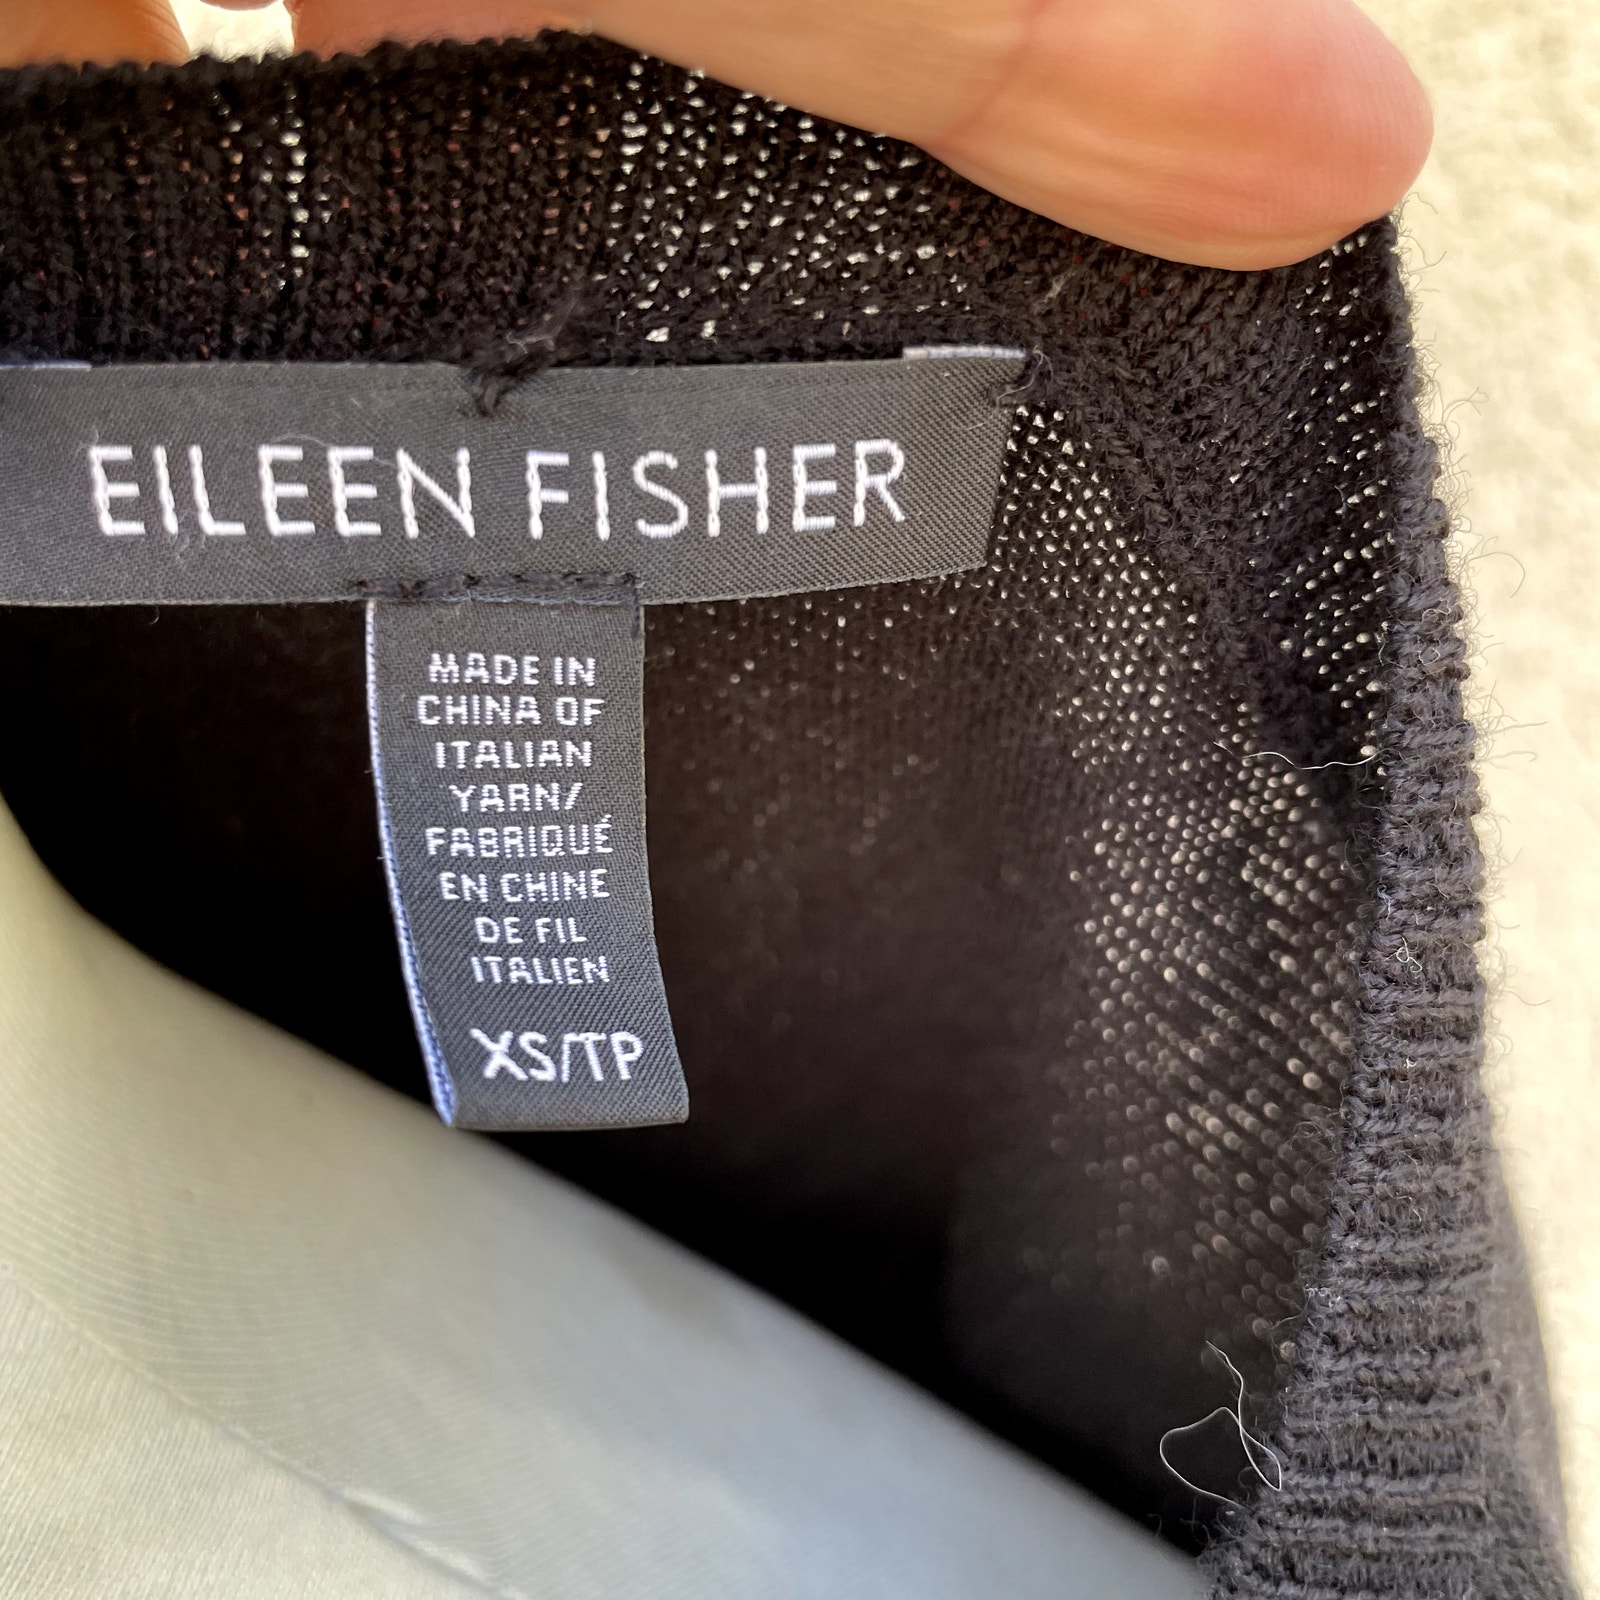 EILEEN FISHER
MADE IN
CHINA OF
ITALIAN
YARN/
FABRIQUÉ
EN CHINE
DE FIL
ITALIEN
XS/TP